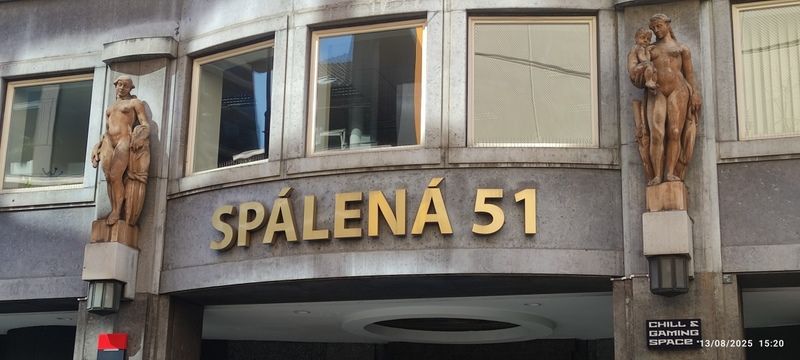 SPÁLENÁ 51
CHILL &
GAMING
SPACE
13/08/2025 15:20